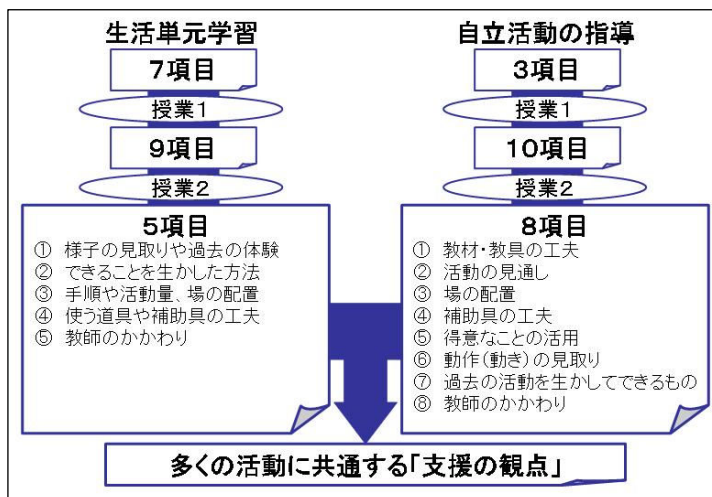 生活単元学習
7項目
授業1
9項目
授業2
5項目
① 様子の見取りや過去の体験
② できることを生かした方法
③ 手順や活動量、場の配置
④ 使う道具や補助具の工夫
⑤ 教師のかかわり
自立活動の指導
3項目
授業1
10項目
授業2
8項目
① 教材・教具の工夫
② 活動の見通し
③ 場の配置
④ 補助具の工夫
⑤ 得意なことの活用
⑥ 動作(動き)の見取り
⑦ 過去の活動を生かしてできるもの
⑧ 教師のかかわり
多くの活動に共通する「支援の観点」